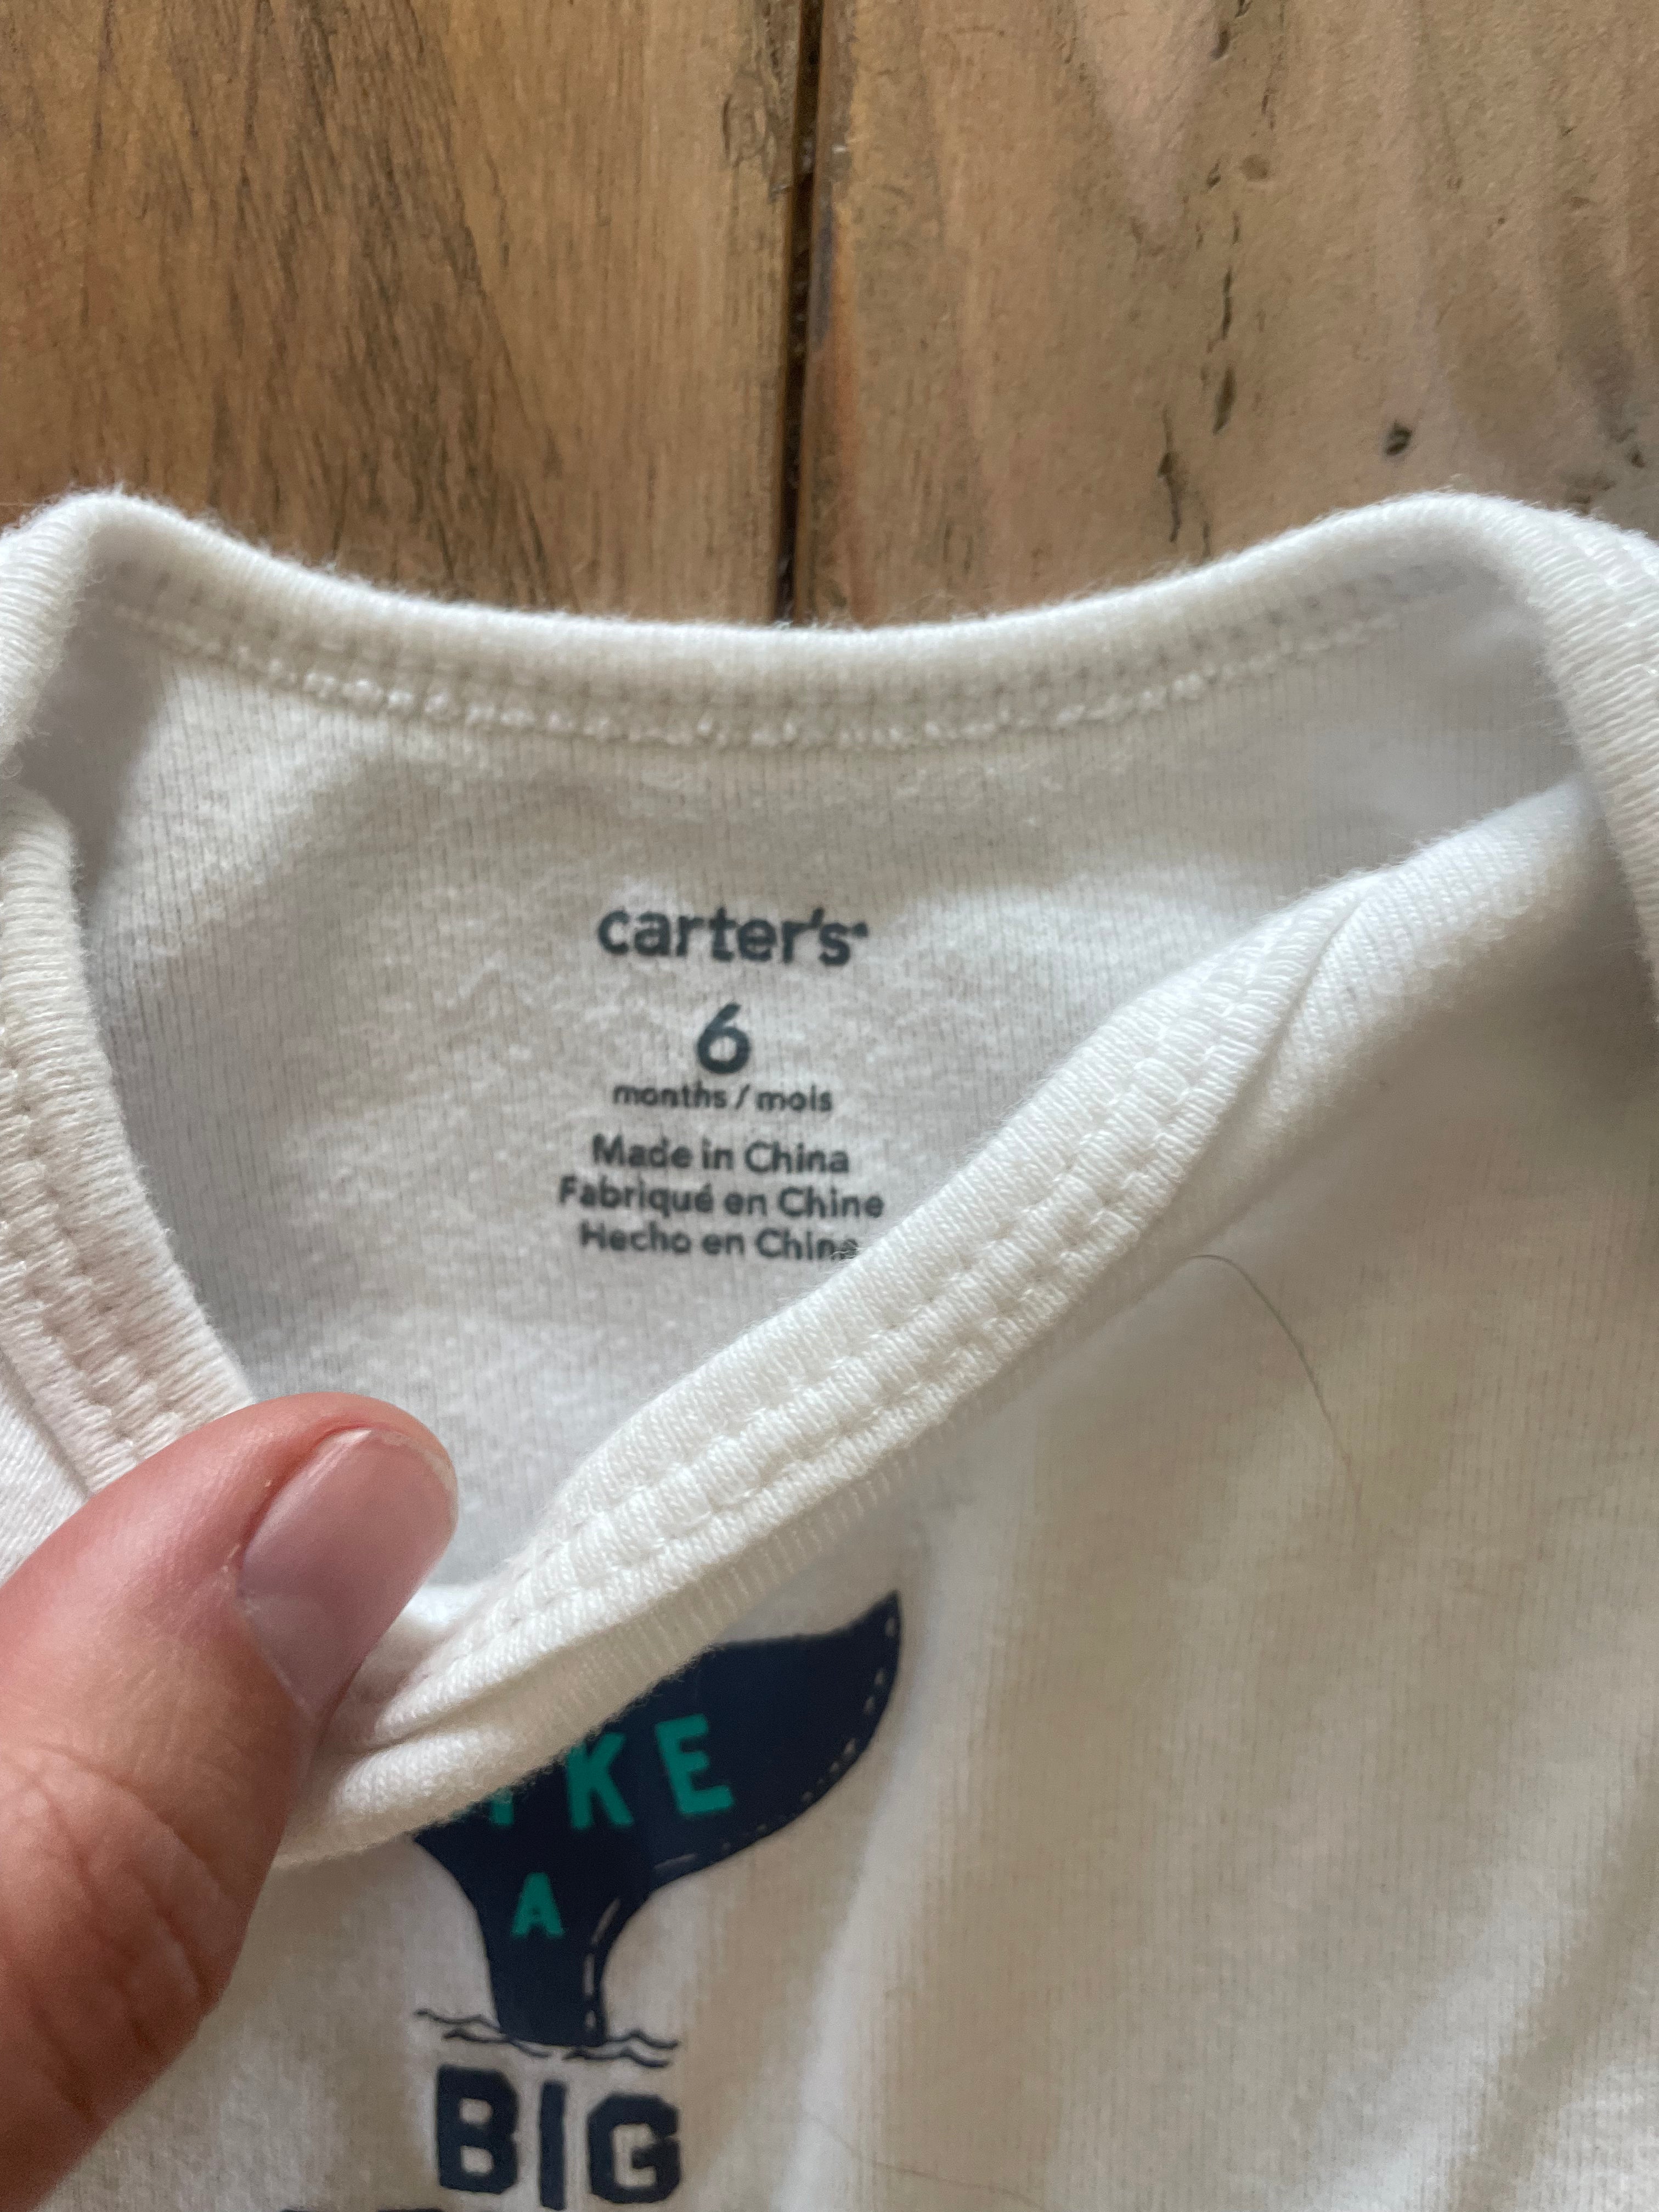 carter's
6
months / mois
Made in China
Fabriqué en Chine
Hecho en China
KE
A
BIG